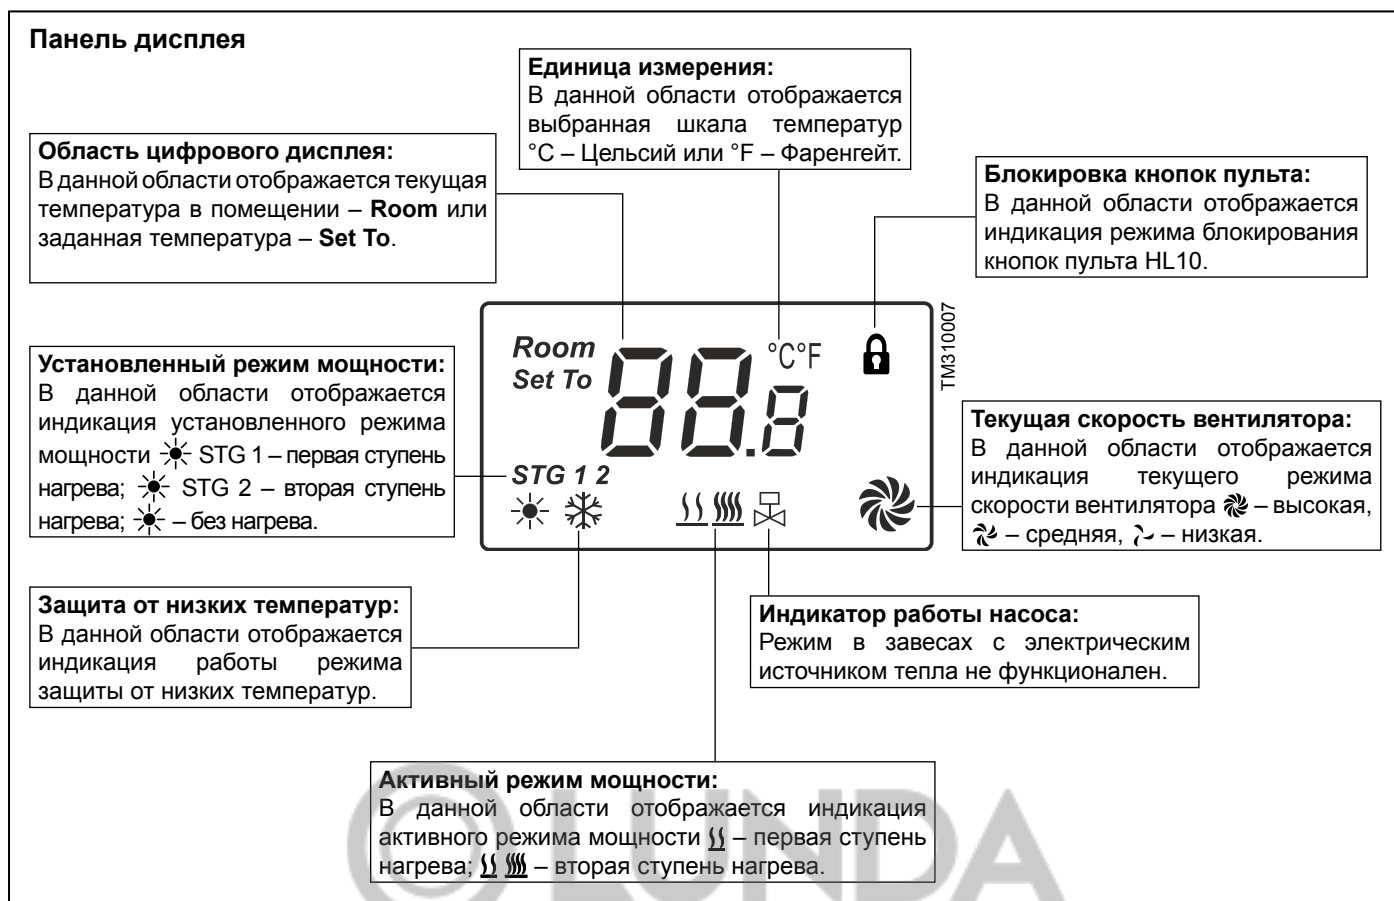 Панель дисплея
Единица измерения:
В данной области отображается
выбранная шкала температур
°C – Цельсий или °F – Фаренгейт.
Область цифрового дисплея:
В данной области отображается текущая
температура в помещении – Room или
заданная температура – Set To.
Блокировка кнопок пульта:
В данной области отображается
индикация режима блокирования
кнопок пульта HL10.
Установленный режим мощности:
В данной области отображается
индикация установленного режима
мощности STG 1 – первая ступень
нагрева; STG 2 – вторая ступень
нагрева; – без нагрева.
Room
Set To
88.8
°C°F
STG 1 2
TM310007
Текущая скорость вентилятора:
В данной области отображается
индикация текущего режима
скорости вентилятора – высокая,
– средняя, – низкая.
Защита от низких температур:
В данной области отображается
индикация работы режима
защиты от низких температур.
Индикатор работы насоса:
Режим в завесах с электрическим
источником тепла не функционален.
Активный режим мощности:
В данной области отображается индикация
активного режима мощности – первая ступень
нагрева; – вторая ступень нагрева.
LUNDA